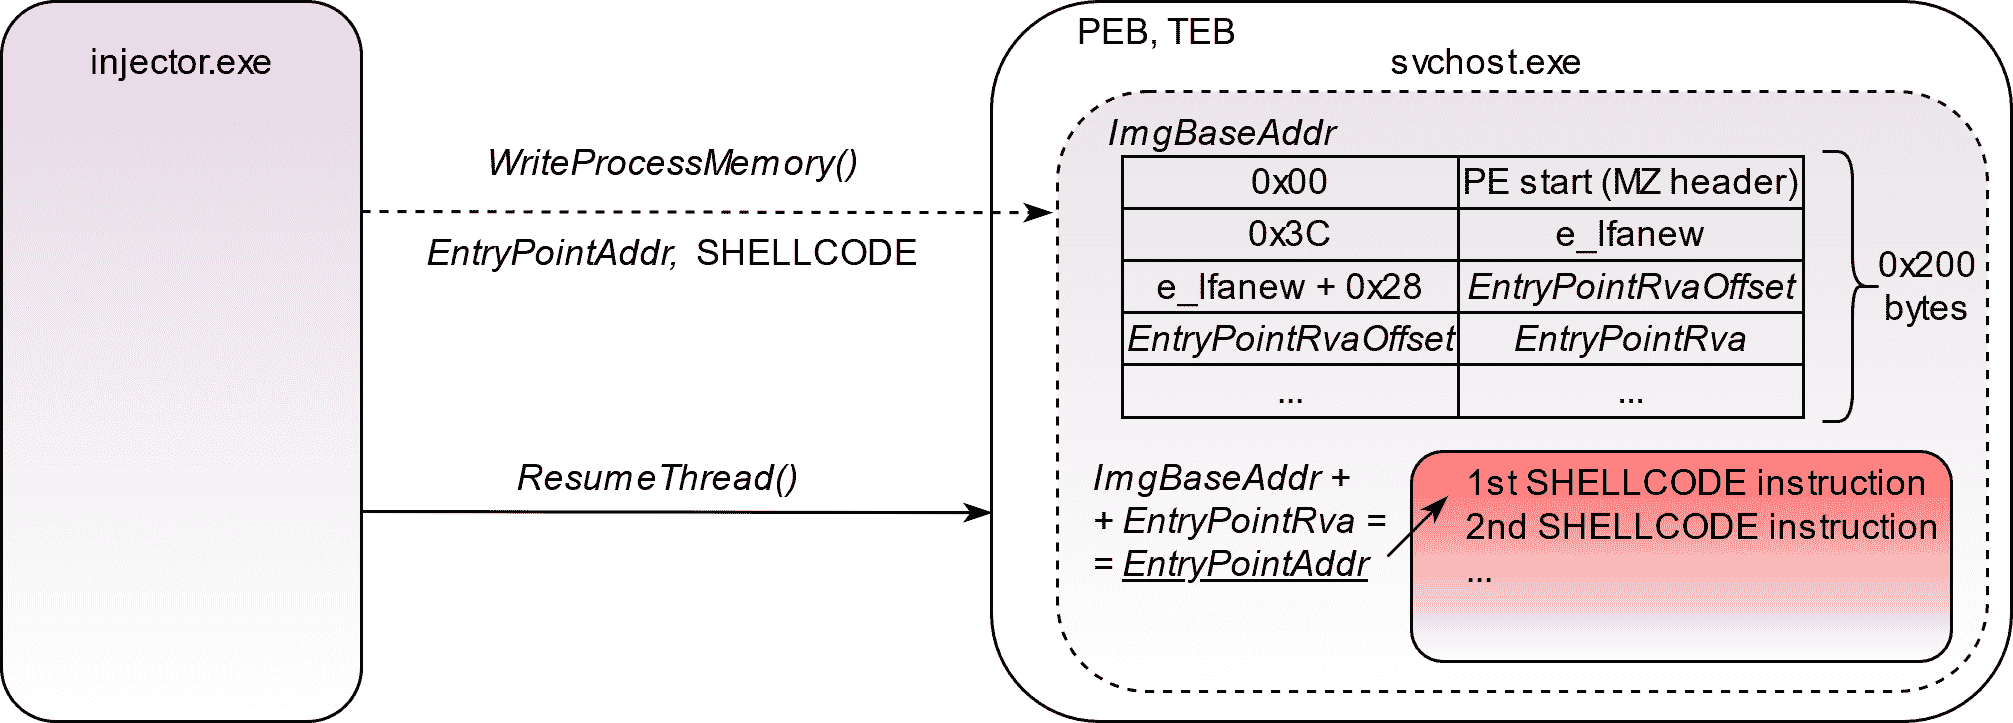 injector.exe
WriteProcessMemory()
EntryPointAddr, SHELLCODE
ResumeThread()
PEB, TEB
svchost.exe
ImgBaseAddr
0x00 PE start (MZ header)
0x3C e_lfanew
e_lfanew + 0x28 EntryPointRvaOffset
EntryPointRvaOffset EntryPointRva
... ...
0x200
bytes
ImgBaseAddr +
+ EntryPointRva =
= EntryPointAddr
1st SHELLCODE instruction
2nd SHELLCODE instruction
...